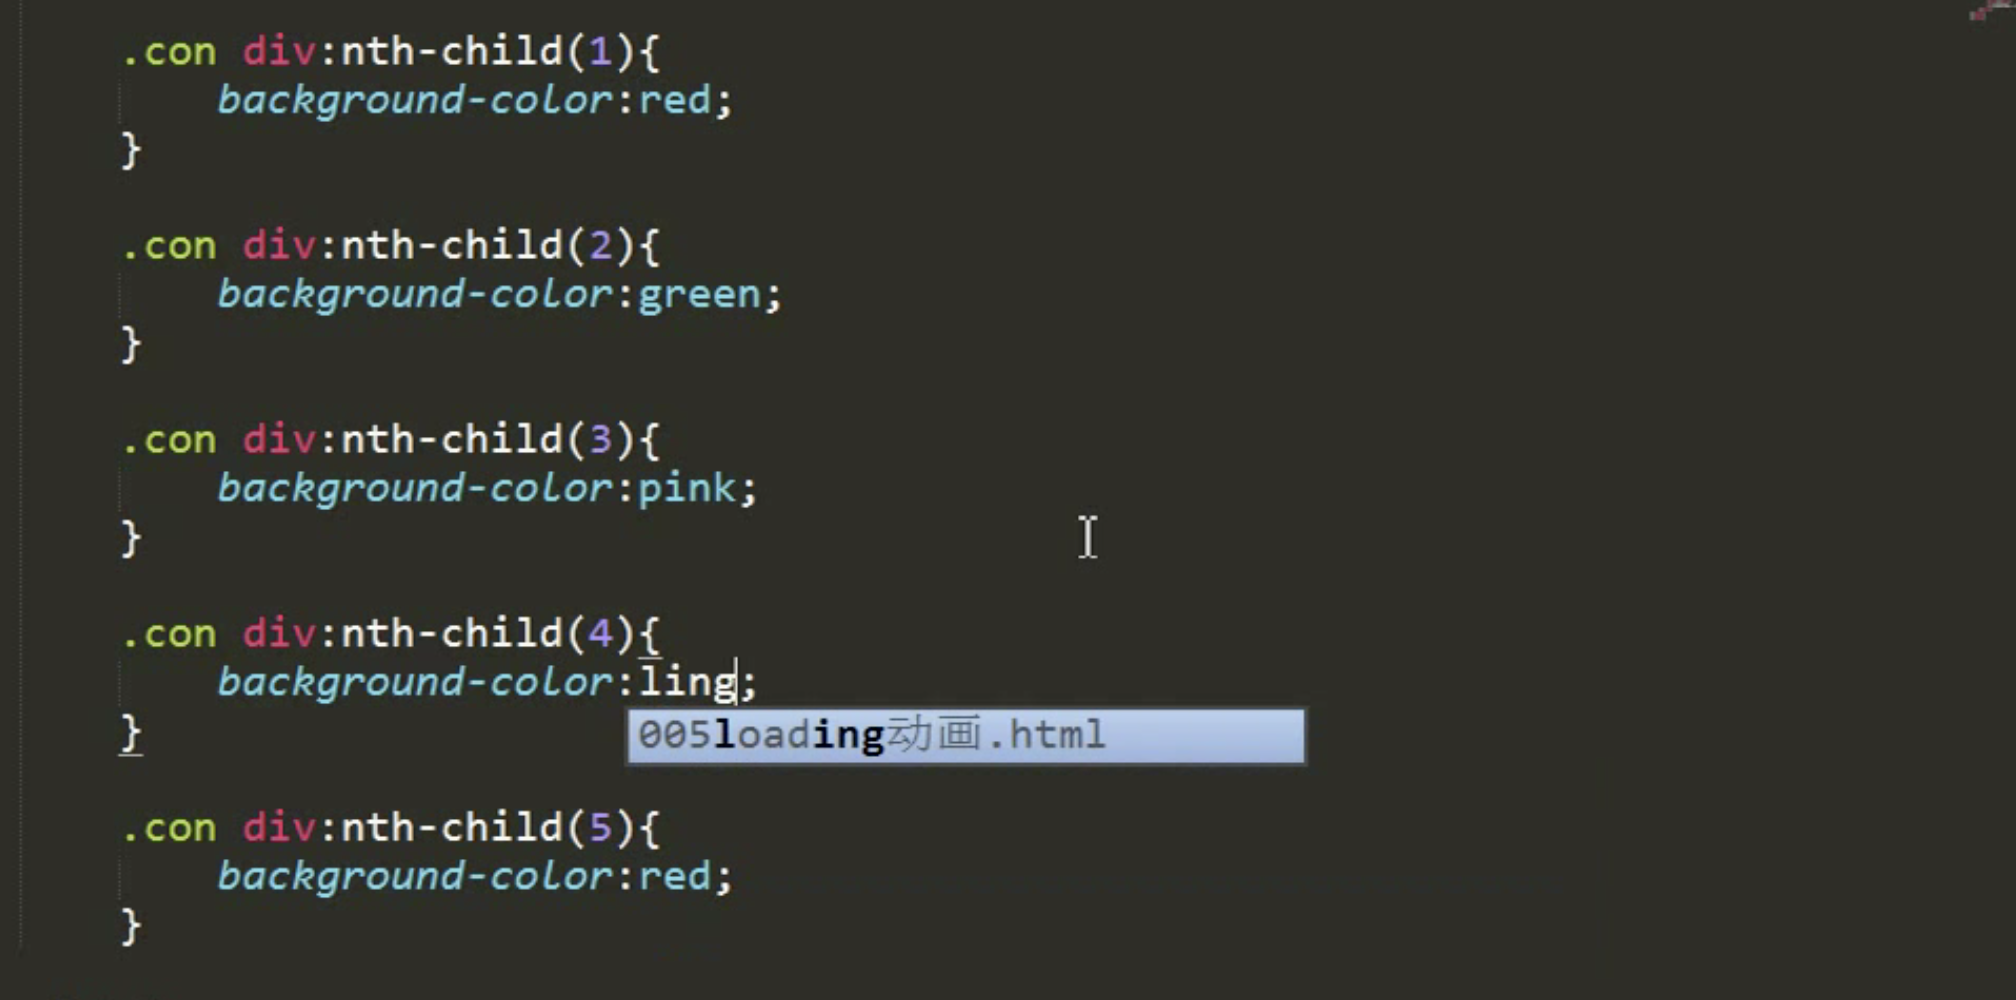 .con div:nth-child(1){
background-color:red;
}
.con div:nth-child(2){
background-color:green;
}
.con div:nth-child(3){
background-color:pink;
}
.con div:nth-child(4){
background-color:ling;
}
005loading动画.html
.con div:nth-child(5){
background-color:red;
}